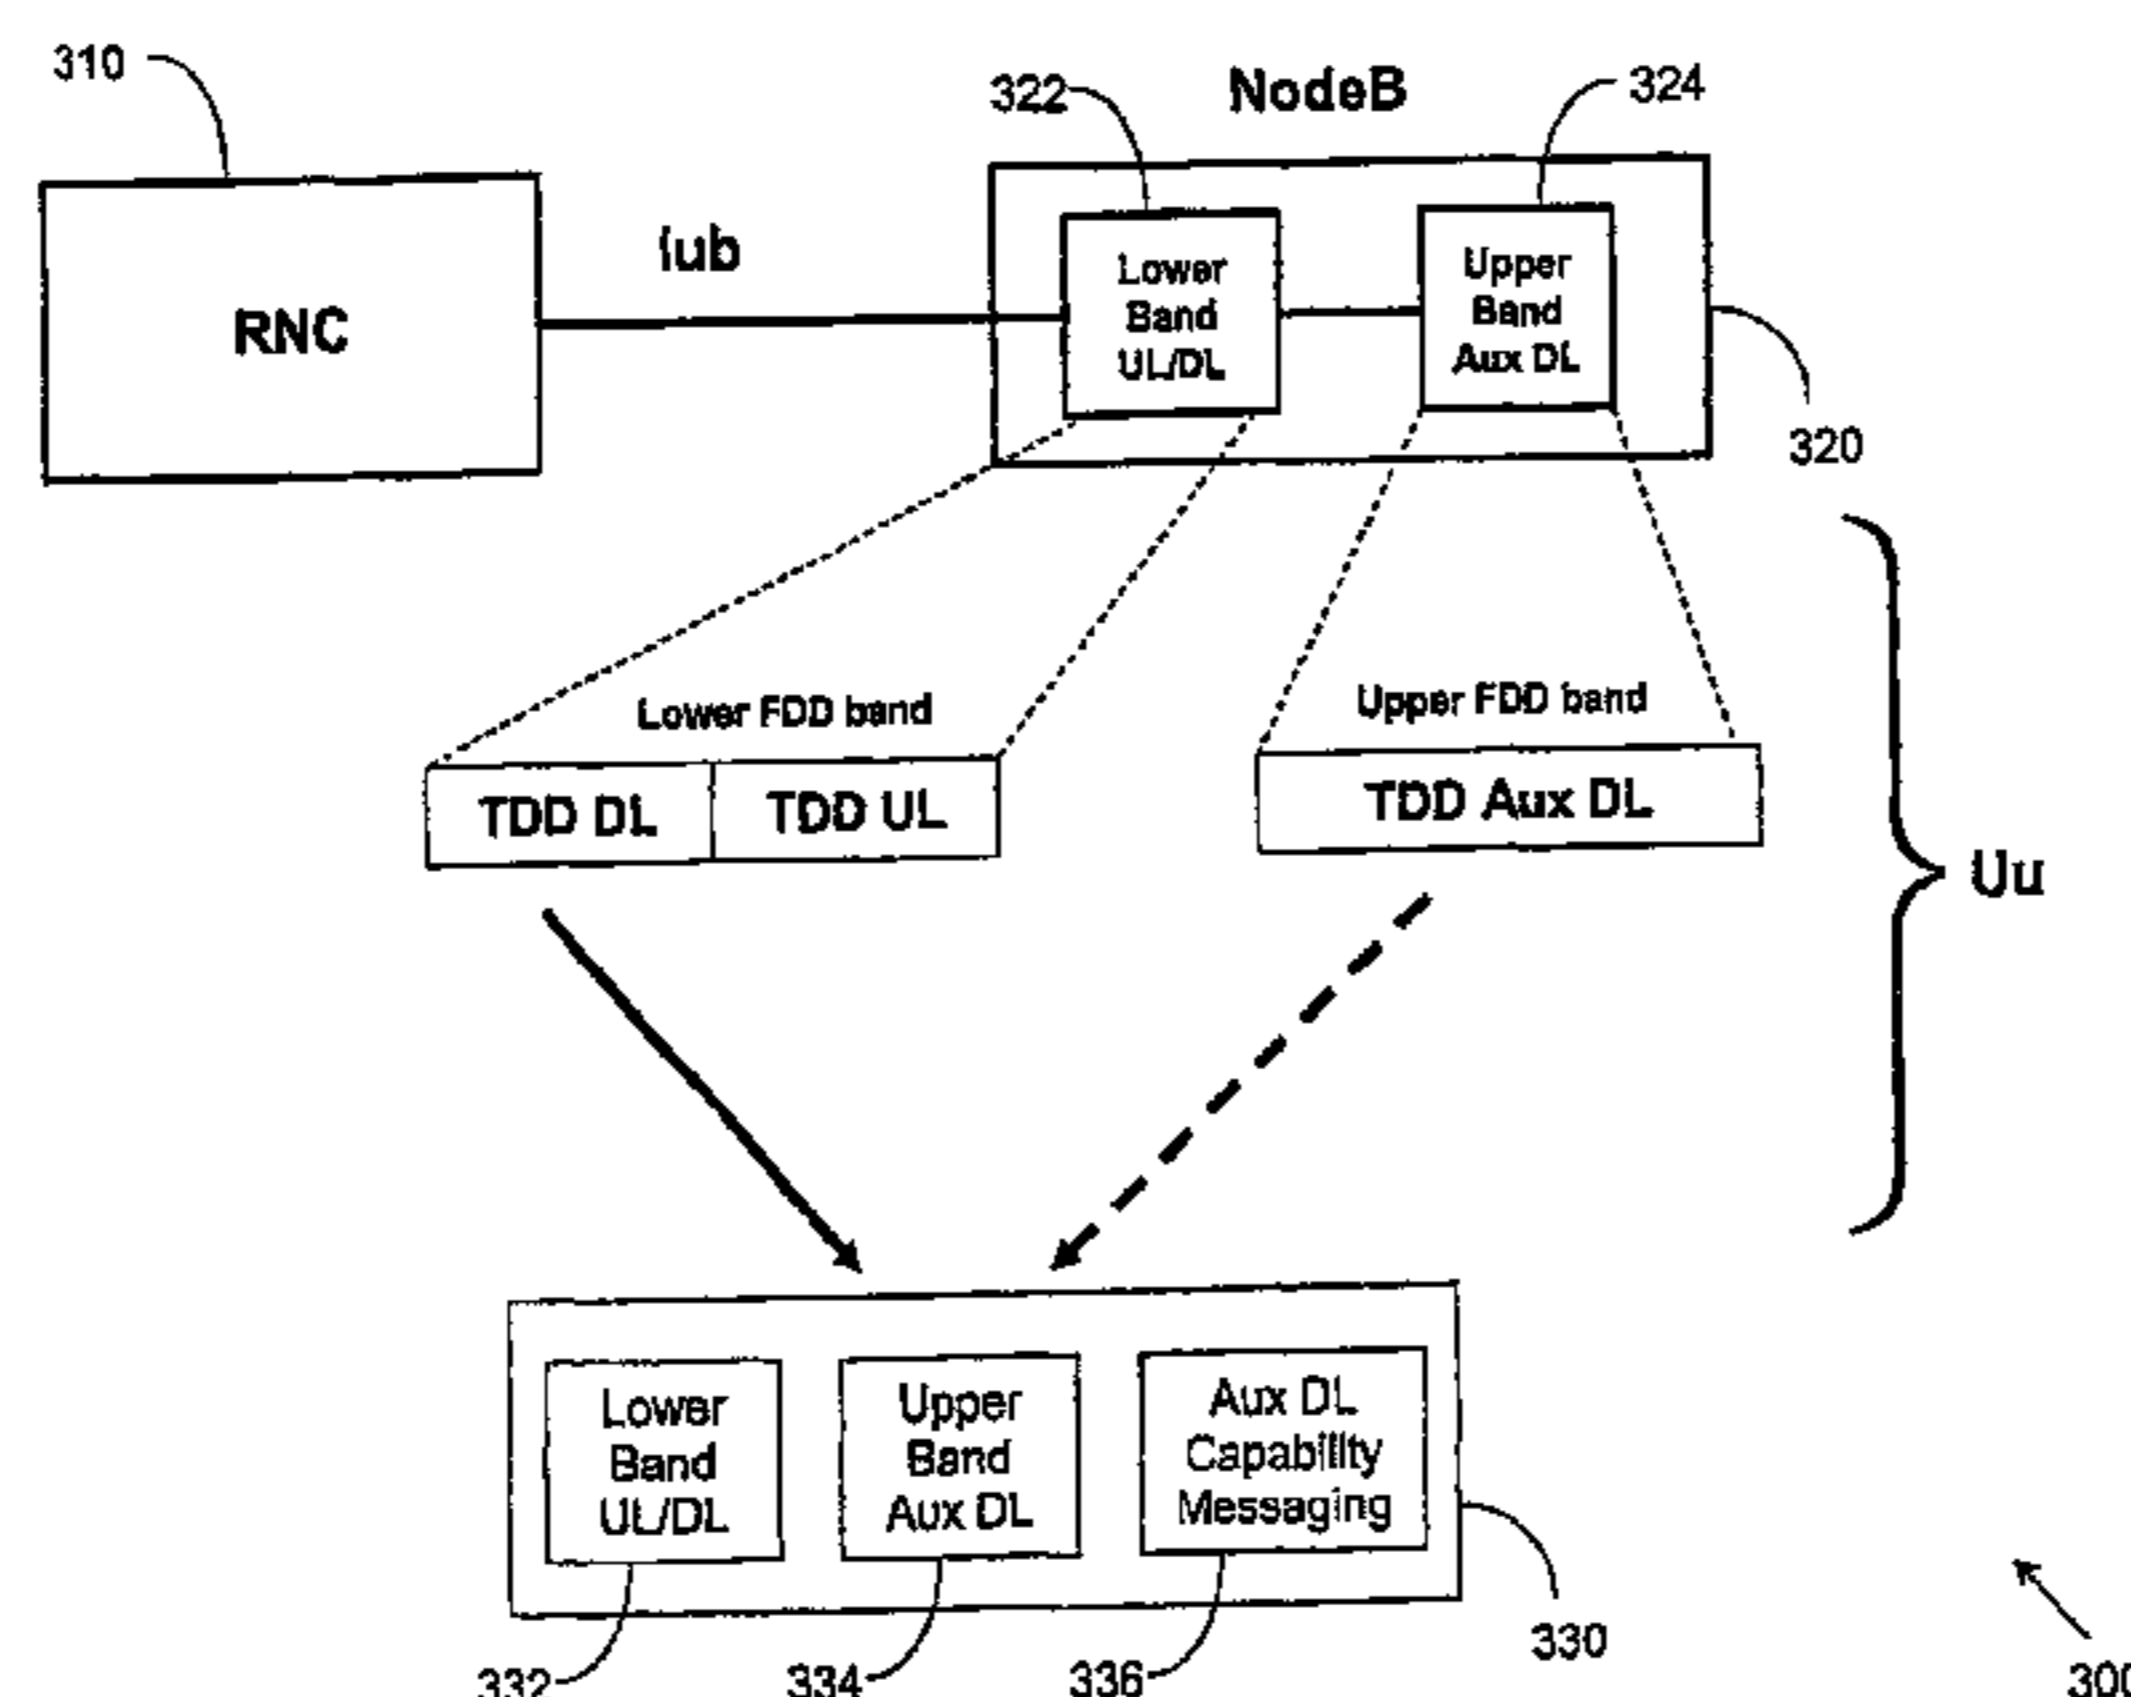 310
322
NodeB
324
RNC
Iub
Lower
Band
UL/DL
Upper
Band
Aux DL
320
Lower FDD band
Upper FDD band
TDD DL
TDD UL
TDD Aux DL
Uu
Lower
Band
UL/DL
Upper
Band
Aux DL
Aux DL
Capability
Messaging
330
332
334
336
300